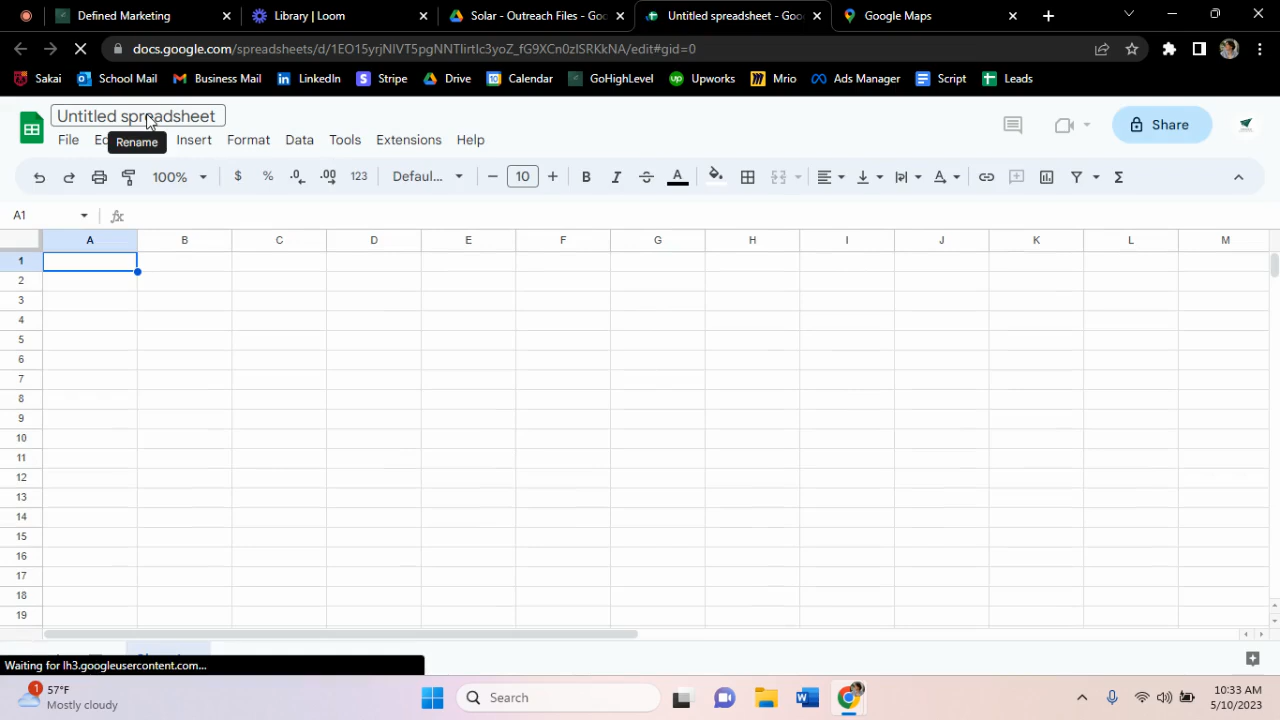 Defined Marketing
Library | Loom
Solar - Outreach Files - Goo
Untitled spreadsheet - Goo
Google Maps
docs.google.com/spreadsheets/d/1EO15yrjNIVT5pgNNTlirtIc3yoZ_fG9XCn0zISRKkNA/edit#gid=0
Sakai School Mail Business Mail LinkedIn Stripe Drive Calendar GoHighLevel Upworks Mrio Ads Manager Script Leads
Untitled spreadsheet
File Insert Format Data Tools Extensions Help
Rename
Share
100% $ % .0 .00 123 Defaul... 10 B I A A Σ
A1 fx
A B C D E F G H I J K L M
1
2
3
4
5
6
7
8
9
10
11
12
13
14
15
16
17
18
19
Waiting for lh3.googleusercontent.com...
1
57°F
Mostly cloudy
Search
10:33 AM
5/10/2023